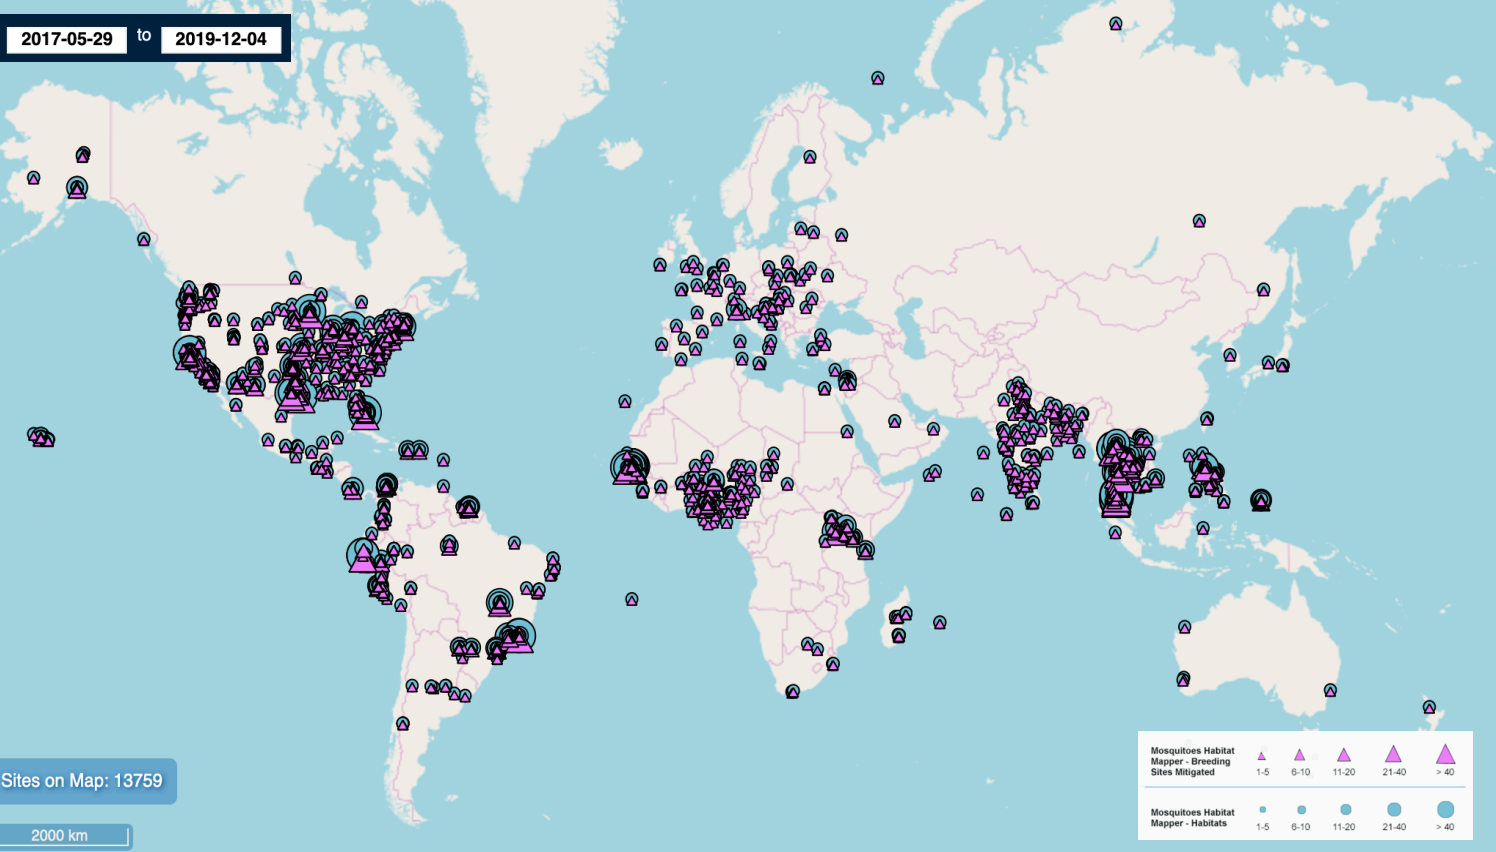 2017-05-29 to 2019-12-04
Sites on Map: 13759
2000 km
Mosquitoes Habitat
Mapper - Breeding
Sites Mitigated
1-5 6-10 11-20 21-40 > 40
Mosquitoes Habitat
Mapper - Habitats
1-5 6-10 11-20 21-40 > 40